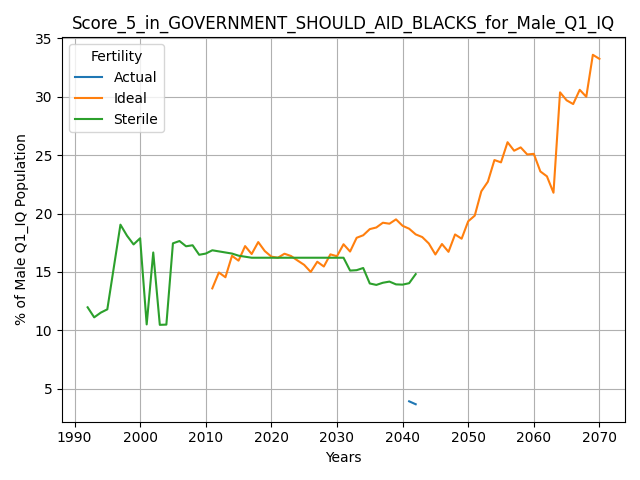 Score_5_in_GOVERNMENT_SHOULD_AID_BLACKS_for_Male_Q1_IQ
35
30
25
20
15
10
5
% of Male Q1_IQ Population
Fertility
Actual
Ideal
Sterile
1990 2000 2010 2020 2030 2040 2050 2060 2070
Years